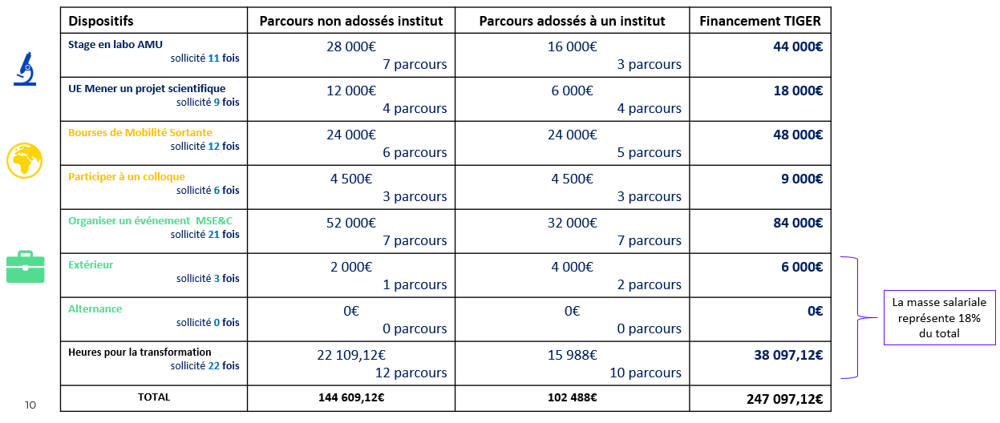 Dispositifs Parcours non adossés institut Parcours adossés à un institut Financement TIGER
Stage en labo AMU 28 000€ 16 000€ 44 000€
sollicité 11 fois 7 parcours 3 parcours
UE Mener un projet scientifique 12 000€ 6 000€ 18 000€
sollicité 9 fois 4 parcours 4 parcours
Bourses de Mobilité Sortante 24 000€ 24 000€ 48 000€
sollicité 12 fois 6 parcours 5 parcours
Participer à un colloque 4 500€ 4 500€ 9 000€
sollicité 6 fois 3 parcours 3 parcours
Organiser un événement MSE&C 52 000€ 32 000€ 84 000€
sollicité 21 fois 7 parcours 7 parcours
Extérieur 2 000€ 4 000€ 6 000€
sollicité 3 fois 1 parcours 2 parcours
Alternance 0€ 0€ 0€
sollicité 0 fois 0 parcours 0 parcours
Heures pour la transformation 22 109,12€ 15 988€ 38 097,12€
sollicité 22 fois 12 parcours 10 parcours
TOTAL 144 609,12€ 102 488€ 247 097,12€
La masse salariale
représente 18%
du total
10